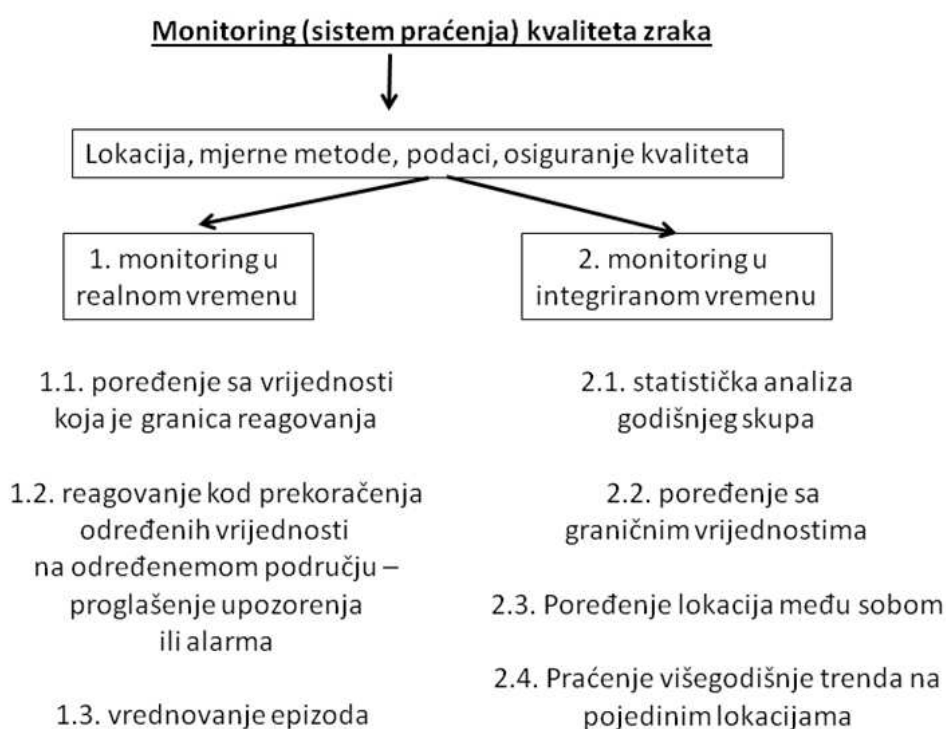 Monitoring (sistem praćenja) kvaliteta zraka
Lokacija, mjerne metode, podaci, osiguranje kvaliteta
1. monitoring u
realnom vremenu
1.1. poređenje sa vrijednosti
koja je granica reagovanja
1.2. reagovanje kod prekoračenja
određenih vrijednosti
na određenemom području –
proglašenje upozorenja
ili alarma
1.3. vrednovanje epizoda
2. monitoring u
integriranom vremenu
2.1. statistička analiza
godišnjeg skupa
2.2. poređenje sa
graničnim vrijednostima
2.3. Poređenje lokacija među sobom
2.4. Praćenje višegodišnje trenda na
pojedinim lokacijama